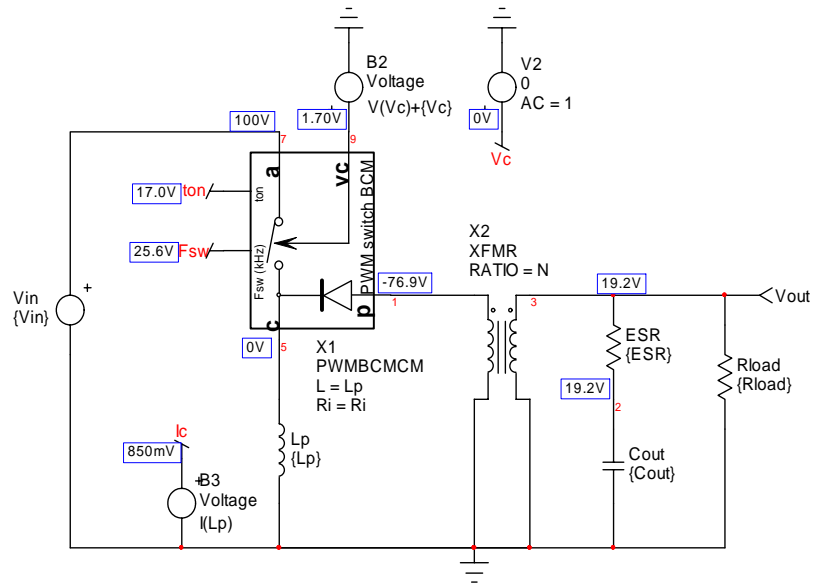 B2
Voltage
V(Vc)+{Vc}
V2
0
AC = 1
100V
7
1.70V
9
0V
Vc
a
vc
PWM switch BCM
17.0V
ton
ton
25.6V
Fsw
Fsw (kHz)
X2
XFMR
RATIO = N
-76.9V
1
3
19.2V
Vout
Vin
{Vin}
+
p
c
0V
5
X1
PWMBCMCM
L = Lp
Ri = Ri
ESR
{ESR}
Rload
{Rload}
19.2V
2
Ic
850mV
Lp
{Lp}
Cout
{Cout}
+
B3
Voltage
I(Lp)